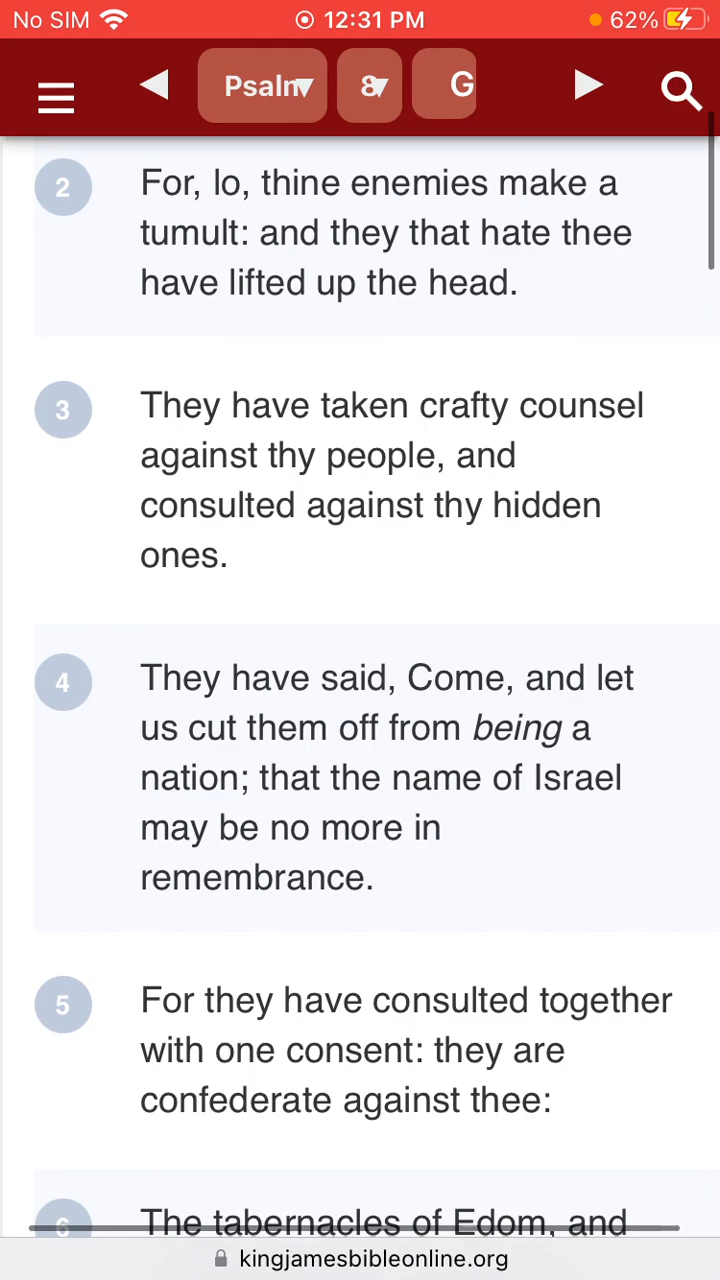 No SIM 12:31 PM 62%
Psalm 8 G
2 For, lo, thine enemies make a
tumult: and they that hate thee
have lifted up the head.
3 They have taken crafty counsel
against thy people, and
consulted against thy hidden
ones.
4 They have said, Come, and let
us cut them off from being a
nation; that the name of Israel
may be no more in
remembrance.
5 For they have consulted together
with one consent: they are
confederate against thee:
6 The tabernacles of Edom, and
kingjamesbibleonline.org